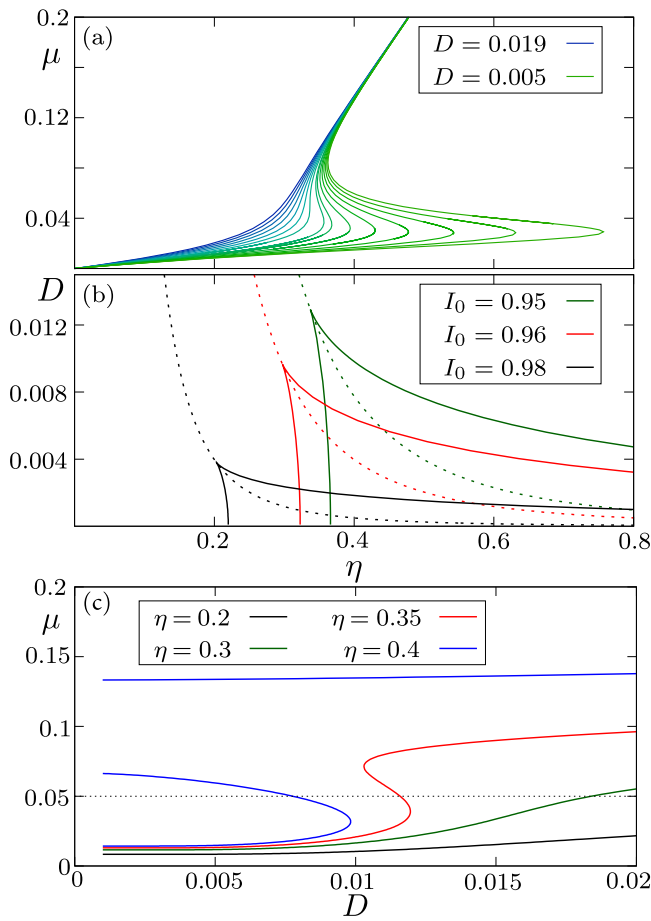 0.2
(a)
μ
D = 0.019
D = 0.005
0.12
0.04
D
(b)
I₀ = 0.95
I₀ = 0.96
I₀ = 0.98
0.012
0.008
0.004
0.2 0.4 0.6 0.8
η
0.2
(c)
μ
η = 0.2 η = 0.35
η = 0.3 η = 0.4
0.15
0.1
0.05
0
0 0.005 0.01 0.015 0.02
D